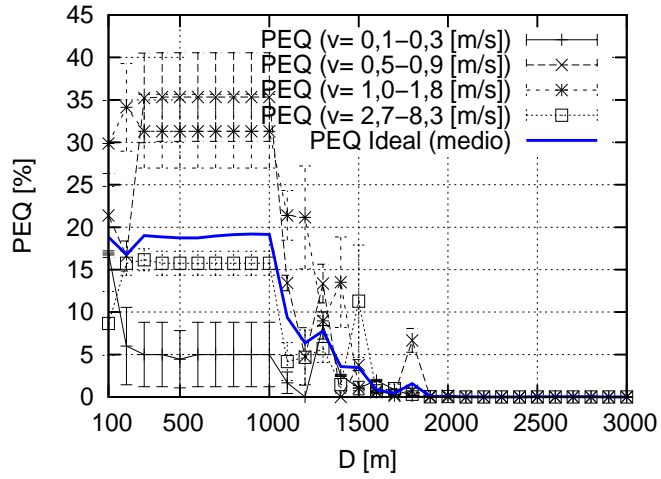 45
40
35
30
25
20
15
10
5
0
PEQ [%]
PEQ (v= 0,1−0,3 [m/s])
PEQ (v= 0,5−0,9 [m/s])
PEQ (v= 1,0−1,8 [m/s])
PEQ (v= 2,7−8,3 [m/s])
PEQ Ideal (medio)
100 500 1000 1500 2000 2500 3000
D [m]